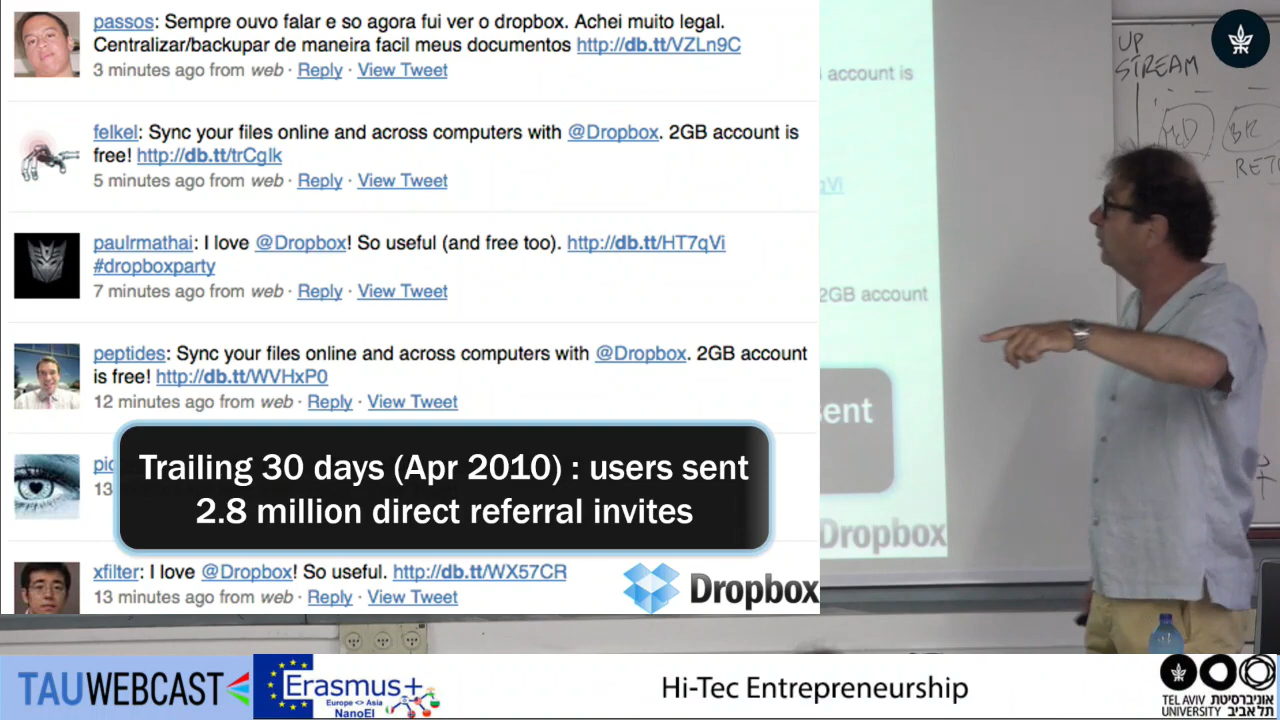 passos: Sempre ouvo falar e so agora fui ver o dropbox. Achei muito legal.
Centralizar/backupar de maneira facil meus documentos http://db.tt/VZLn9C
3 minutes ago from web · Reply · View Tweet
felkel: Sync your files online and across computers with @Dropbox. 2GB account is
free! http://db.tt/trCglk
5 minutes ago from web · Reply · View Tweet
paulrmathai: I love @Dropbox! So useful (and free too). http://db.tt/HT7qVi
#dropboxparty
7 minutes ago from web · Reply · View Tweet
peptides: Sync your files online and across computers with @Dropbox. 2GB account
is free! http://db.tt/WVHxP0
12 minutes ago from web · Reply · View Tweet
13
Trailing 30 days (Apr 2010) : users sent
2.8 million direct referral invites
xfilter: I love @Dropbox! So useful. http://db.tt/WX57CR
13 minutes ago from web · Reply · View Tweet
Dropbox
account is
qVi
2GB account
sent
Dropbox
UP
STREAM
TAUWEBCAST
Erasmus+
Europe <> Asia
NanoEI
Hi-Tec Entrepreneurship
TEL AVIV
UNIVERSITY
אוניברסיטת
תל אביב